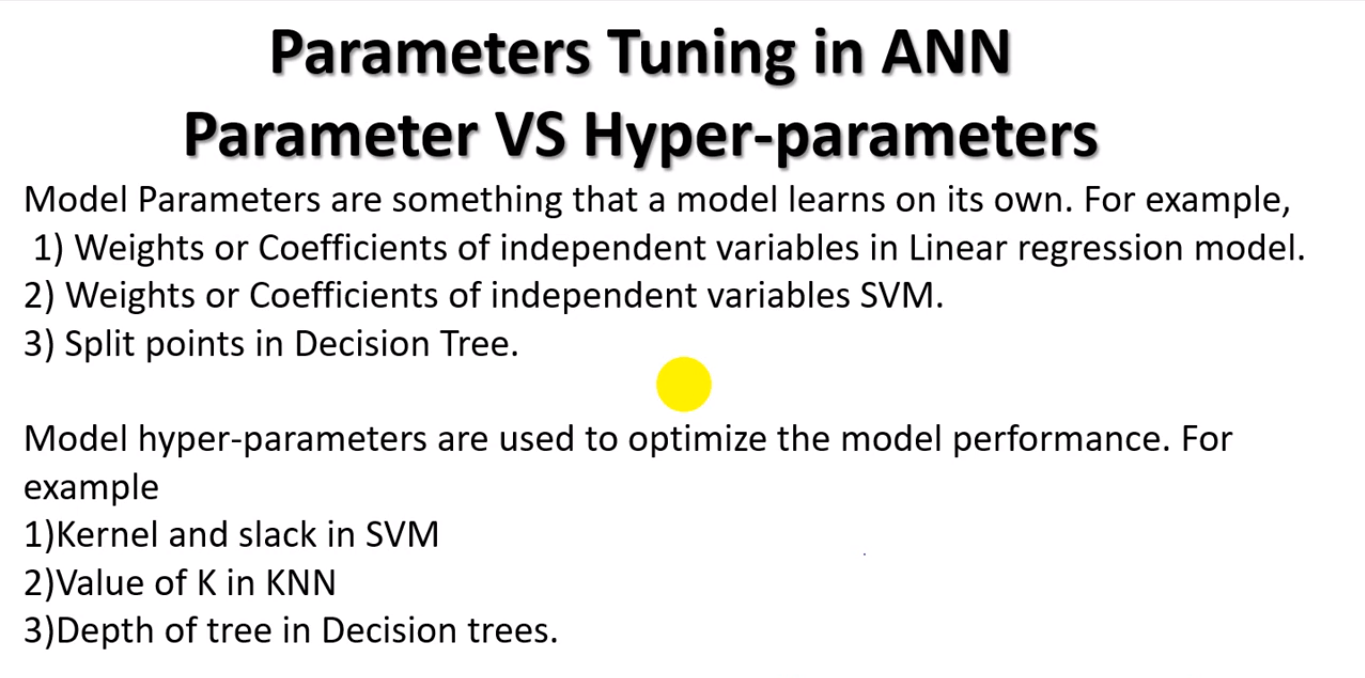 Parameters Tuning in ANN
Parameter VS Hyper-parameters
Model Parameters are something that a model learns on its own. For example,
1) Weights or Coefficients of independent variables in Linear regression model.
2) Weights or Coefficients of independent variables SVM.
3) Split points in Decision Tree.
Model hyper-parameters are used to optimize the model performance. For
example
1)Kernel and slack in SVM
2)Value of K in KNN
3)Depth of tree in Decision trees.